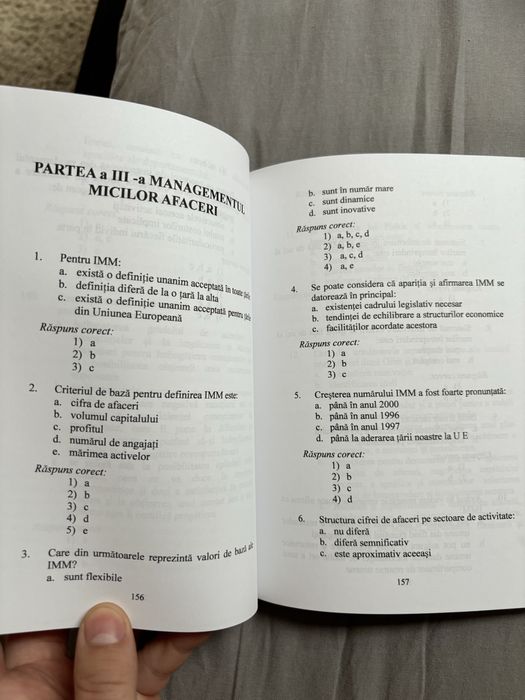 PARTEA a III -a MANAGEMENTUL
MICILOR AFACERI
1. Pentru IMM:
a. există o definiție unanim acceptată în toate
b. definiția diferă de la o țară la alta
c. există o definiție unanim acceptată pentru
din Uniunea Europeană
Răspuns corect:
1) a
2) b
3) c
2. Criteriul de bază pentru definirea IMM este:
a. cifra de afaceri
b. volumul capitalului
c. profitul
d. numărul de angajați
e. mărimea activelor
Răspuns corect:
1) a
2) b
3) c
4) d
5) e
3. Care din următoarele reprezintă valori de bază ale
IMM?
a. sunt flexibile
156
b. sunt în număr mare
c. sunt dinamice
d. sunt inovative
Răspuns corect:
1) a, b, c, d
2) a, b, e
3) a, c, d
4) a, e
4. Se poate considera că apariția și afirmarea IMM se
datorează în principal:
a. existenței cadrului legislativ necesar
b. tendinței de echilibrare a structurilor economice
c. facilităților acordate acestora
Răspuns corect:
1) a
2) b
3) c
5. Creșterea numărului IMM a fost foarte pronunțată:
a. până în anul 2000
b. până în anul 1996
c. până în anul 1997
d. până la aderarea țării noastre la U E
Răspuns corect:
1) a
2) b
3) c
4) d
6. Structura cifrei de afaceri pe sectoare de activitate:
a. nu diferă
b. diferă semnificativ
c. este aproximativ aceeași
157